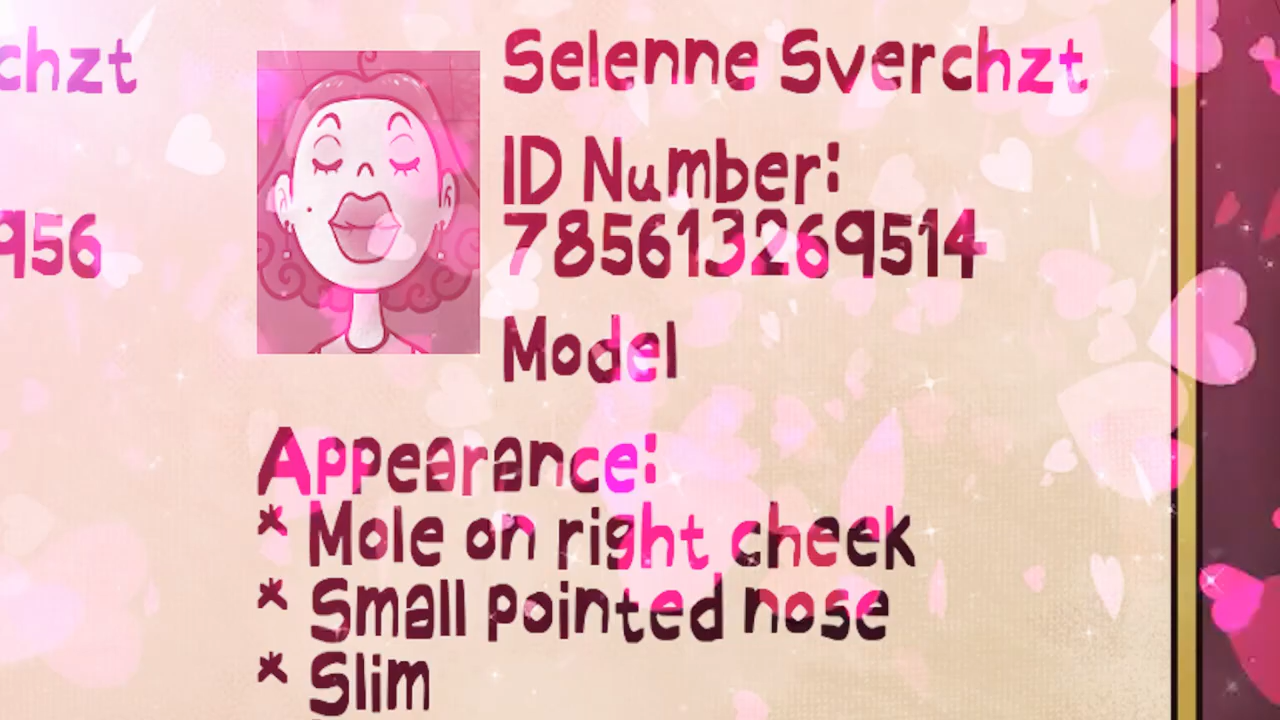 chzt
Selenne Sverchzt
ID Number:
956
785613269514
Model
Appearance:
* Mole on right cheek
* Small pointed nose
* Slim